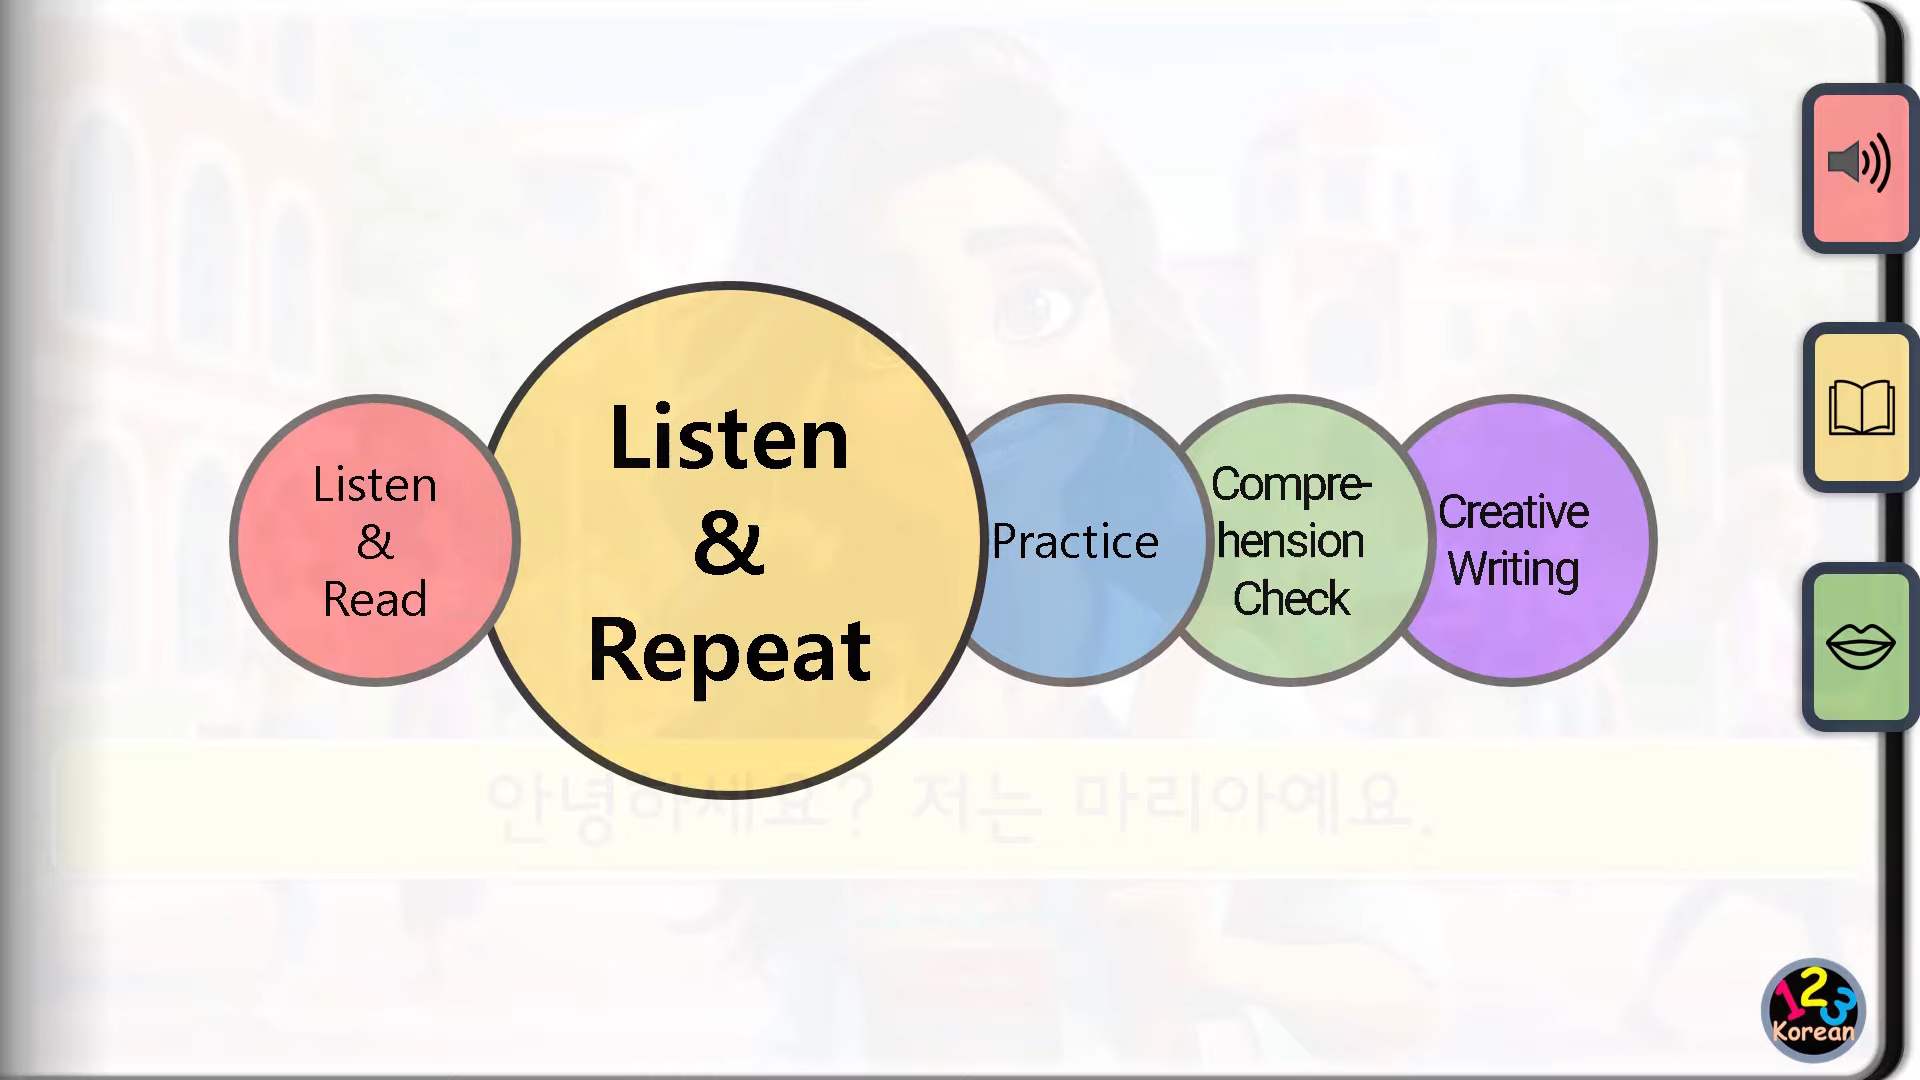 Listen
&
Read
Listen
&
Repeat
Practice
Compre-
hension
Check
Creative
Writing
안녕하세요? 저는 마리아예요.
123
Korean